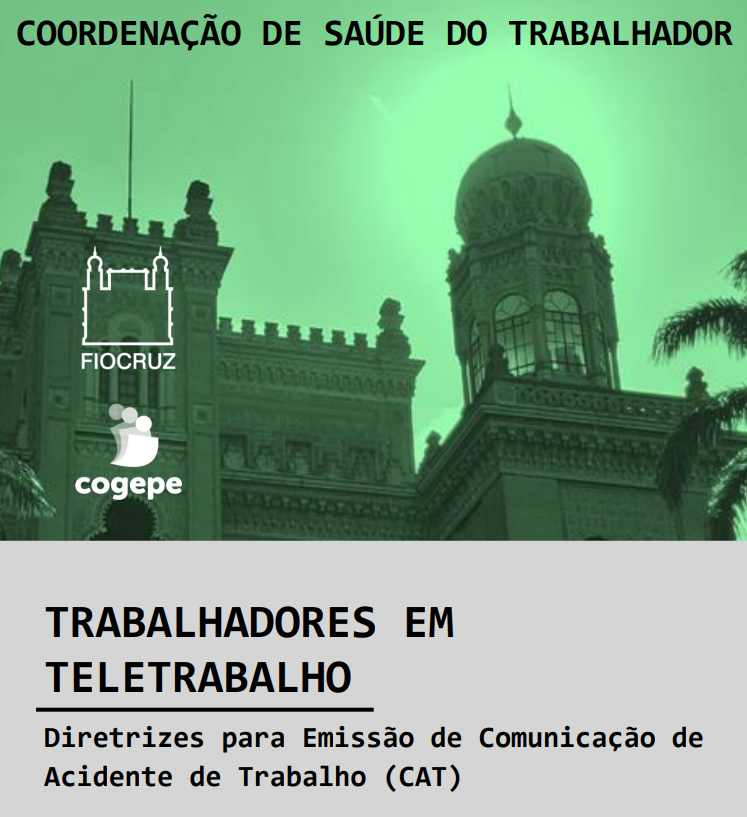 COORDENAÇÃO DE SAÚDE DO TRABALHADOR
FIOCRUZ
cogepe
TRABALHADORES EM
TELETRABALHO
Diretrizes para Emissão de Comunicação de
Acidente de Trabalho (CAT)